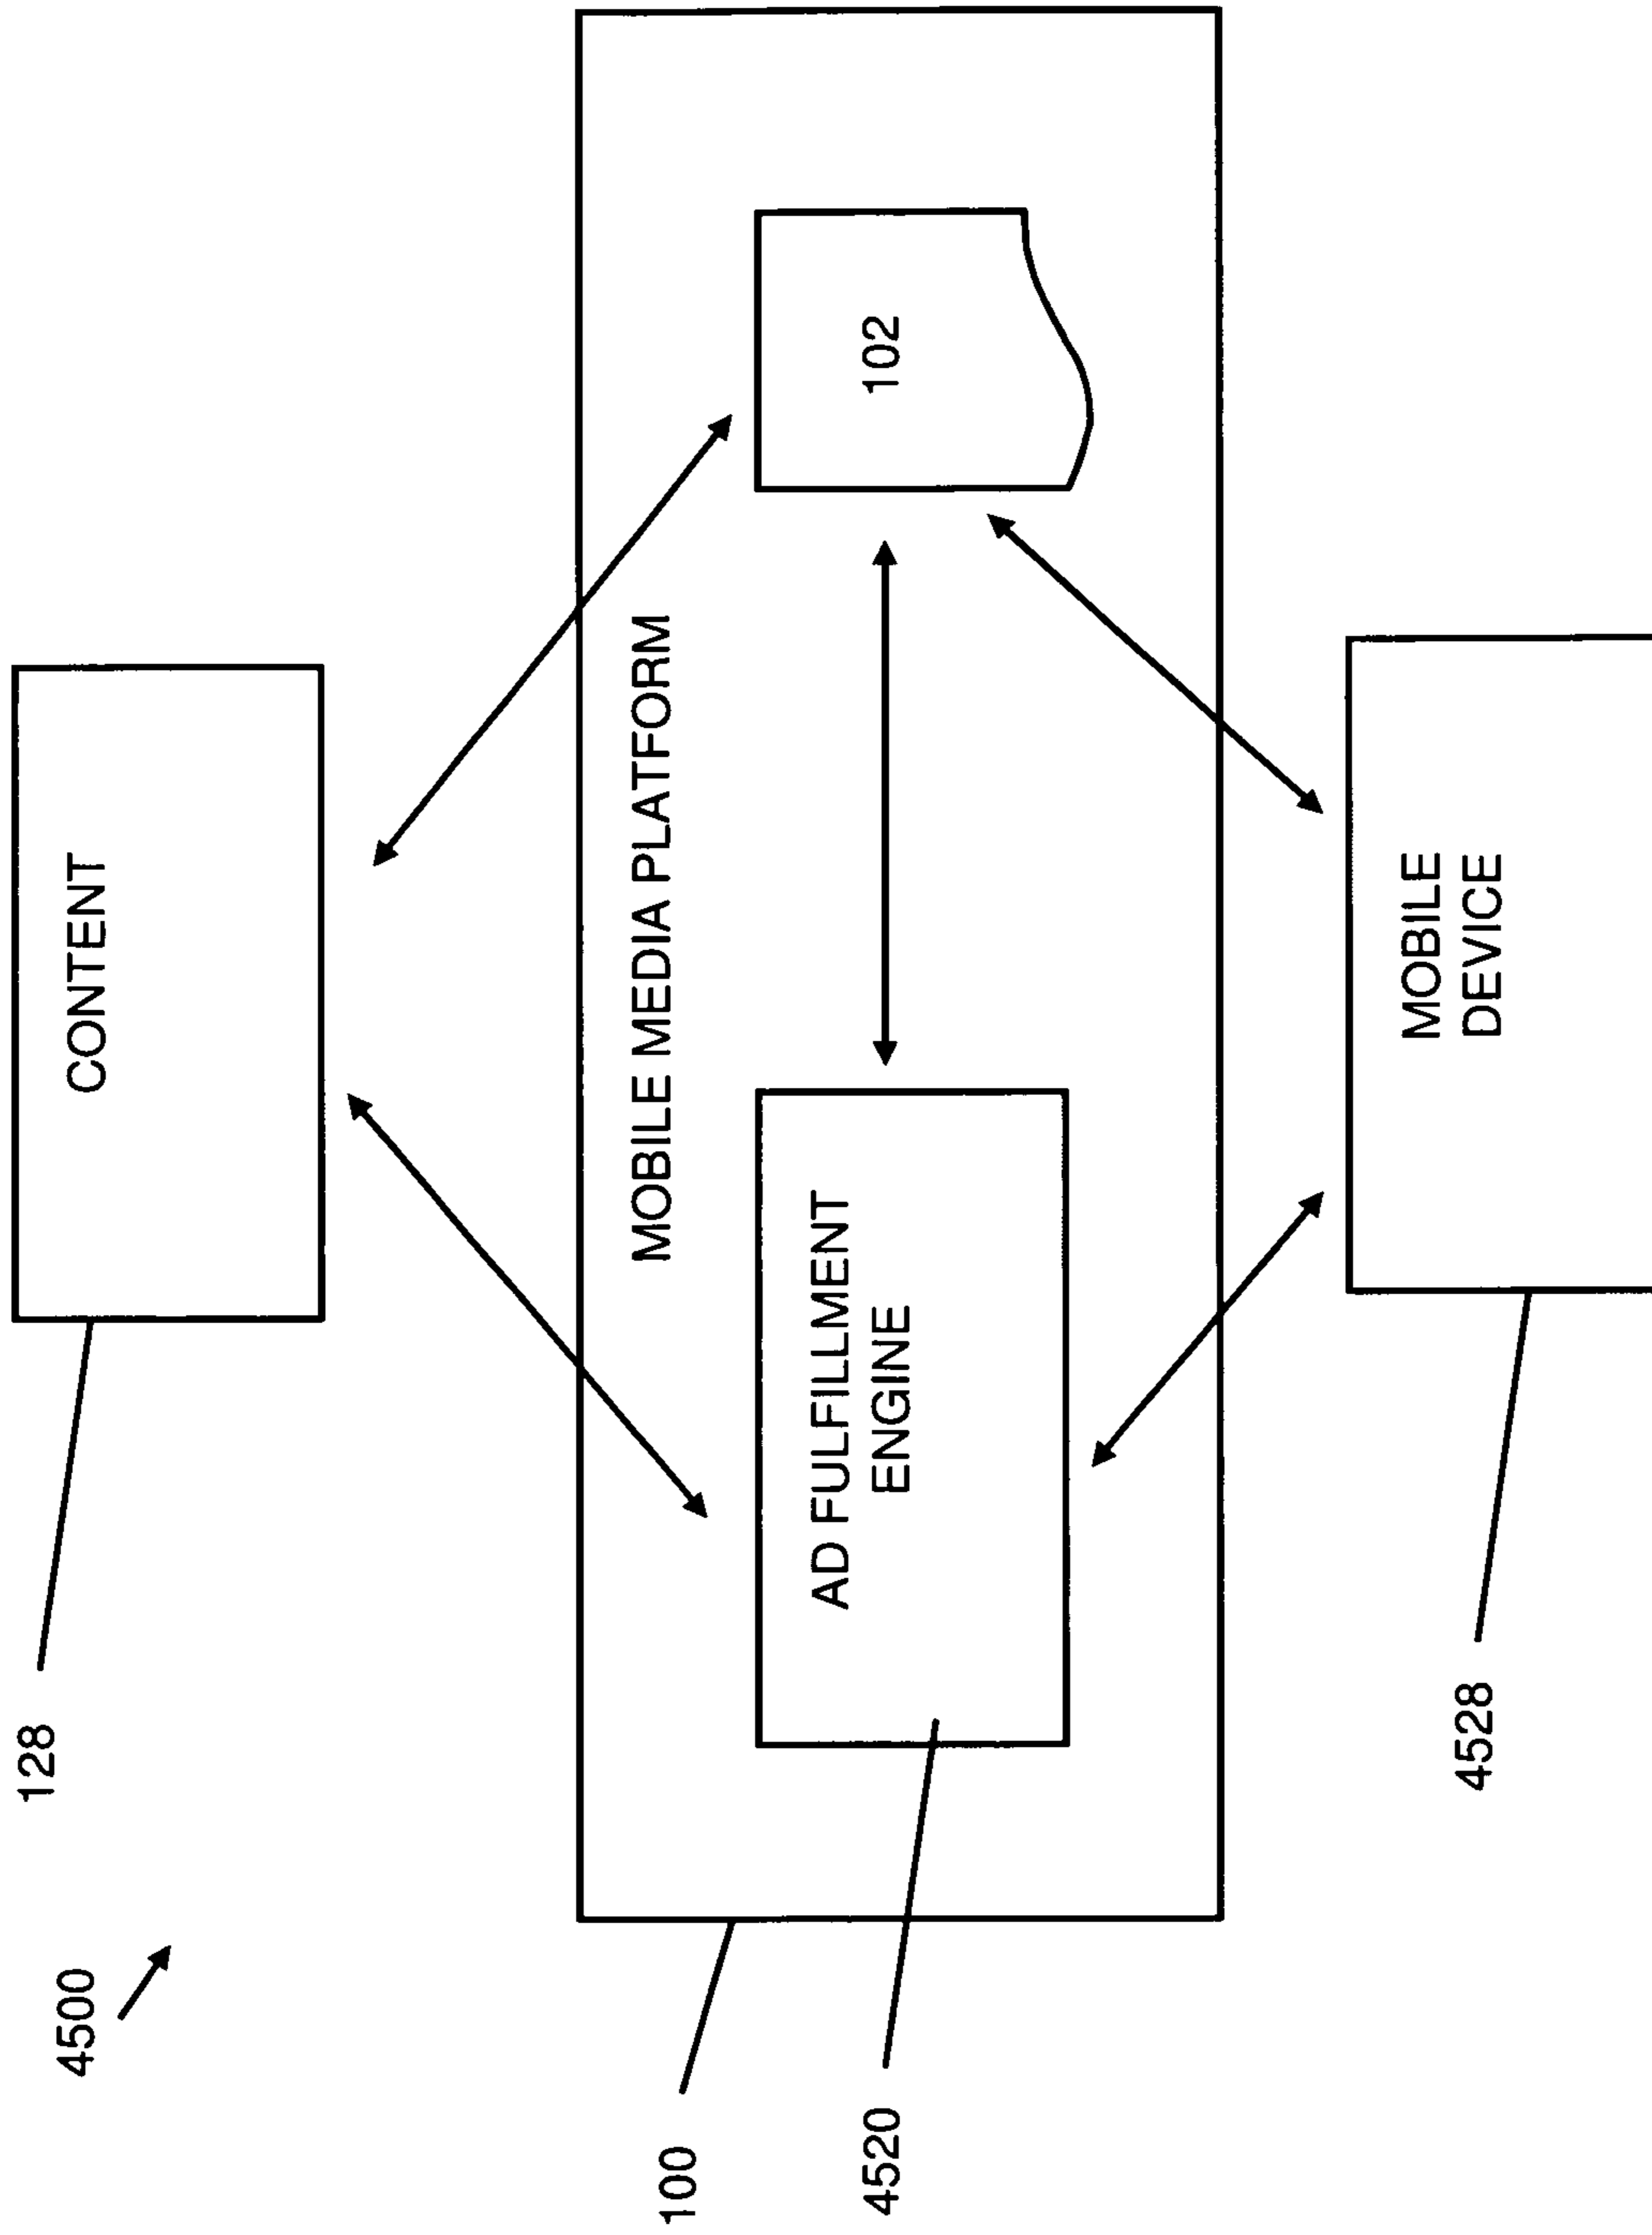 4500
128
CONTENT
100
MOBILE MEDIA PLATFORM
4520
AD FULFILLMENT
ENGINE
102
4528
MOBILE
DEVICE